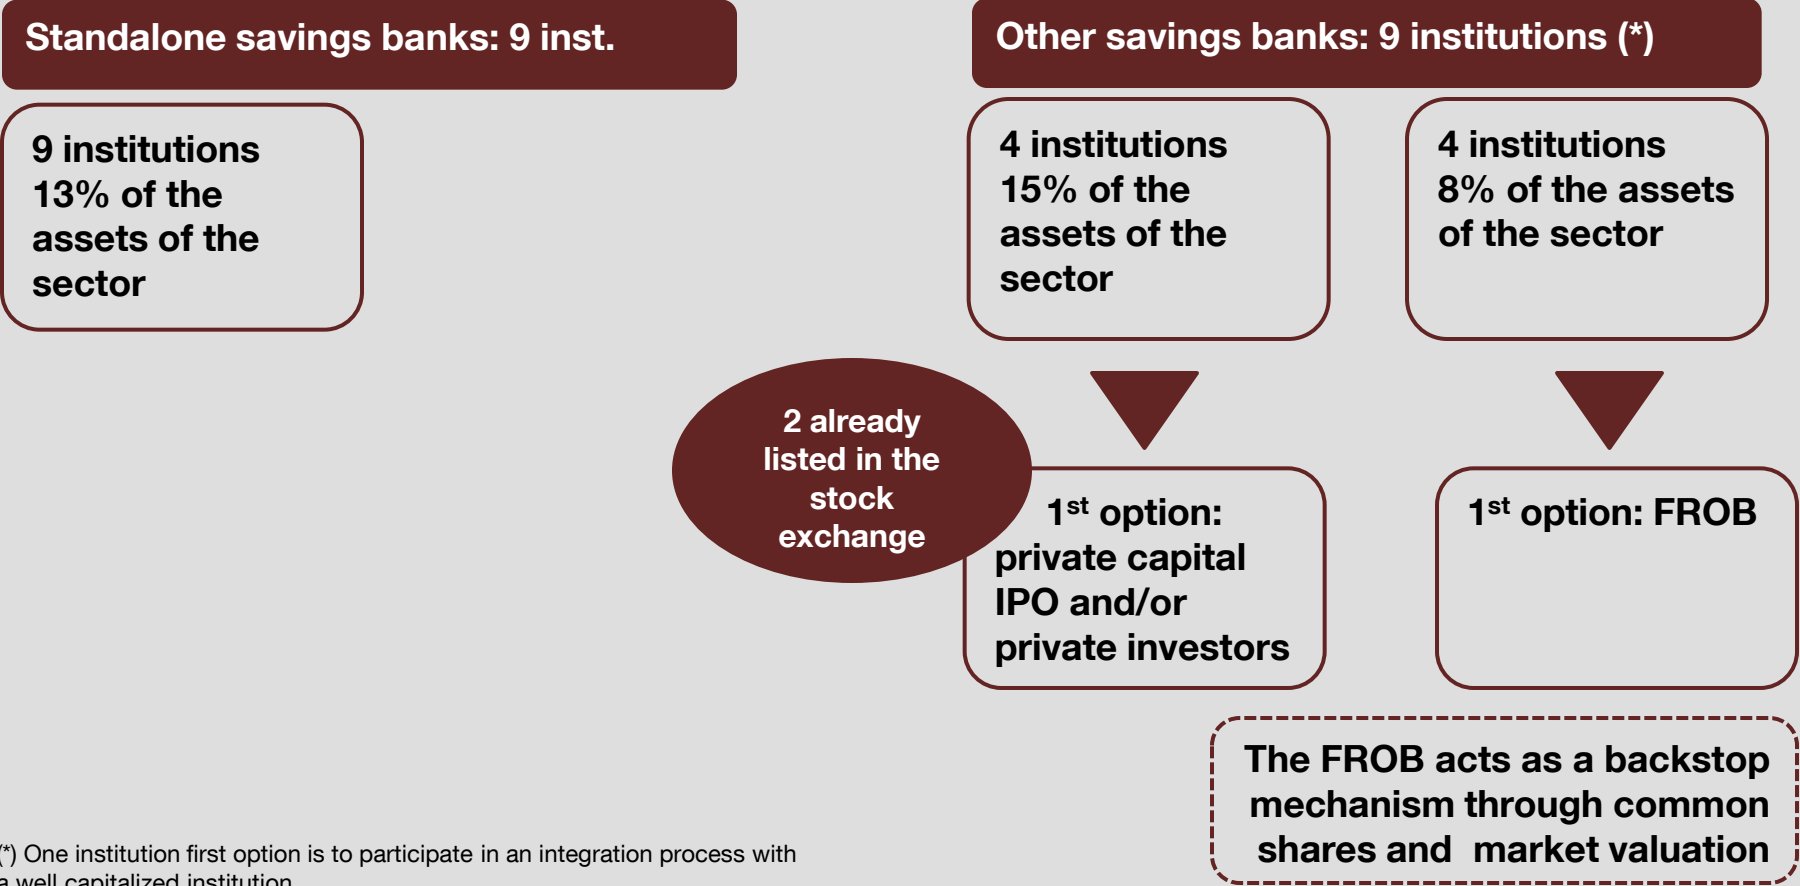 Standalone savings banks: 9 inst.
9 institutions
13% of the
assets of the
sector
Other savings banks: 9 institutions (*)
4 institutions
15% of the
assets of the
sector
4 institutions
8% of the assets
of the sector
2 already
listed in the
stock
exchange
1st option:
private capital
IPO and/or
private investors
1st option: FROB
The FROB acts as a backstop
mechanism through common
shares and market valuation
(*) One institution first option is to participate in an integration process with
a well capitalized institution